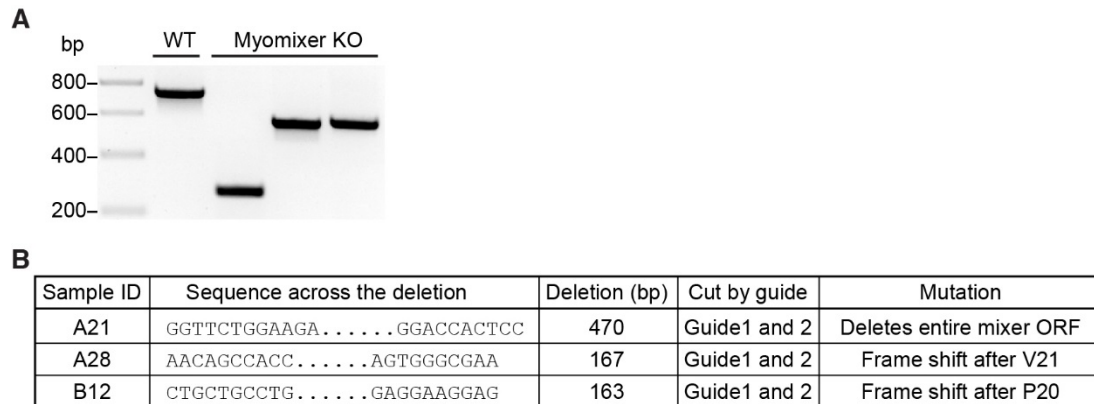 A
bp WT Myomixer KO
800–
600–
400–
200–
B
Sample ID Sequence across the deletion Deletion (bp) Cut by guide Mutation
A21 GGTTCTGGAAGA......GGACCACTCC 470 Guide1 and 2 Deletes entire mixer ORF
A28 AACAGCCACC......AGTGGGCGAA 167 Guide1 and 2 Frame shift after V21
B12 CTGCTGCCTG......GAGGAAGGAG 163 Guide1 and 2 Frame shift after P20